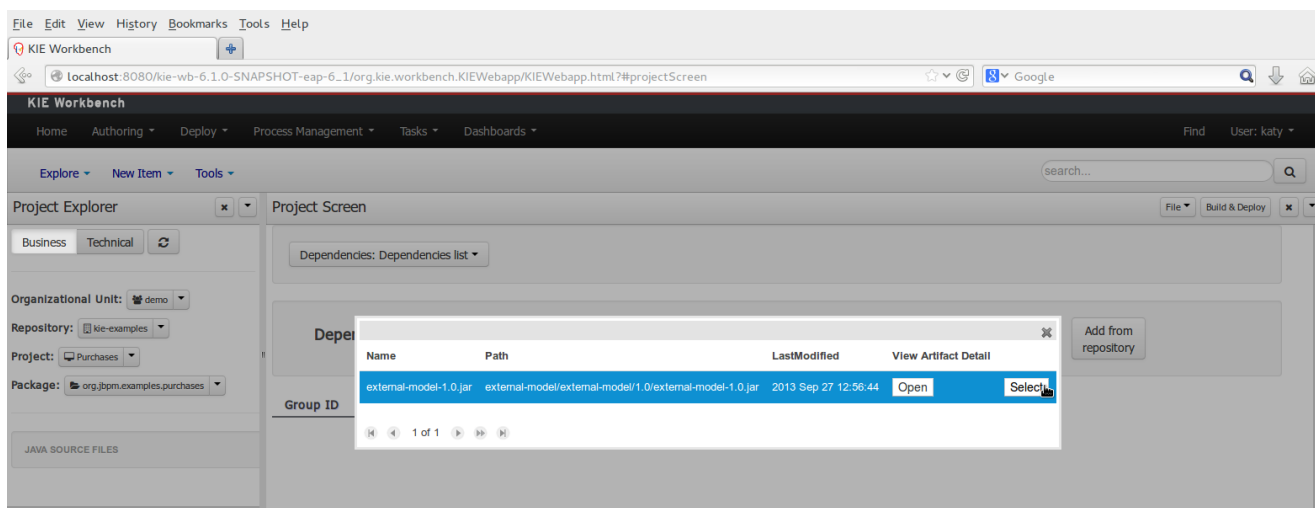 File Edit View History Bookmarks Tools Help
KIE Workbench
localhost:8080/kie-wb-6.1.0-SNAPSHOT-eap-6_1/org.kie.workbench.KIEWebapp/KIEWebapp.html?#projectScreen
8 Google
KIE Workbench
Home Authoring Deploy Process Management Tasks Dashboards Find User: katy
Explore New Item Tools search...
Project Explorer Project Screen File Build & Deploy
Business Technical
Dependencies: Dependencies list
Organizational Unit: demo
Repository: kie-examples
Project: Purchases
Package: org.jbpm.examples.purchases
JAVA SOURCE FILES
Depe
Add from
repository
Name Path LastModified View Artifact Detail
external-model-1.0.jar external-model/external-model/1.0/external-model-1.0.jar 2013 Sep 27 12:56:44 Open Select
Group ID
1 of 1